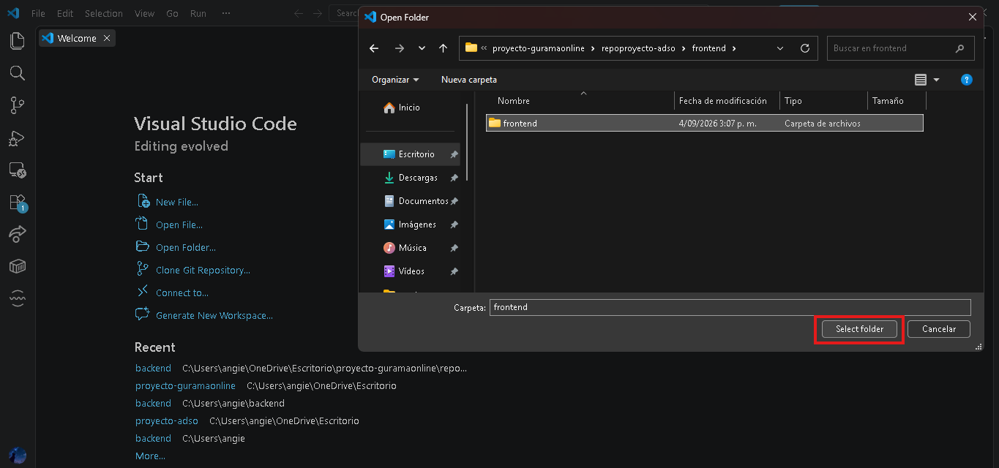 File Edit Selection View Go Run ···
Searc
Welcome
Visual Studio Code
Editing evolved
Start
New File...
Open File...
Open Folder...
Clone Git Repository...
Connect to...
Generate New Workspace...
Recent
backend C:\Users\angie\OneDrive\Escritorio\proyecto-guramaonline\repo...
proyecto-guramaonline C:\Users\angie\OneDrive\Escritorio
backend C:\Users\angie\backend
proyecto-adso C:\Users\angie\OneDrive\Escritorio
backend C:\Users\angie
More...
1
Open Folder
« proyecto-guramaonline › repoproyecto-adso › frontend ›
Buscar en frontend
Organizar Nueva carpeta
?
Inicio
Escritorio
Descargas
Documentos
Imágenes
Música
Vídeos
Nombre Fecha de modificación Tipo Tamaño
frontend 4/09/2026 3:07 p. m. Carpeta de archivos
Carpeta: frontend
Select folder Cancelar